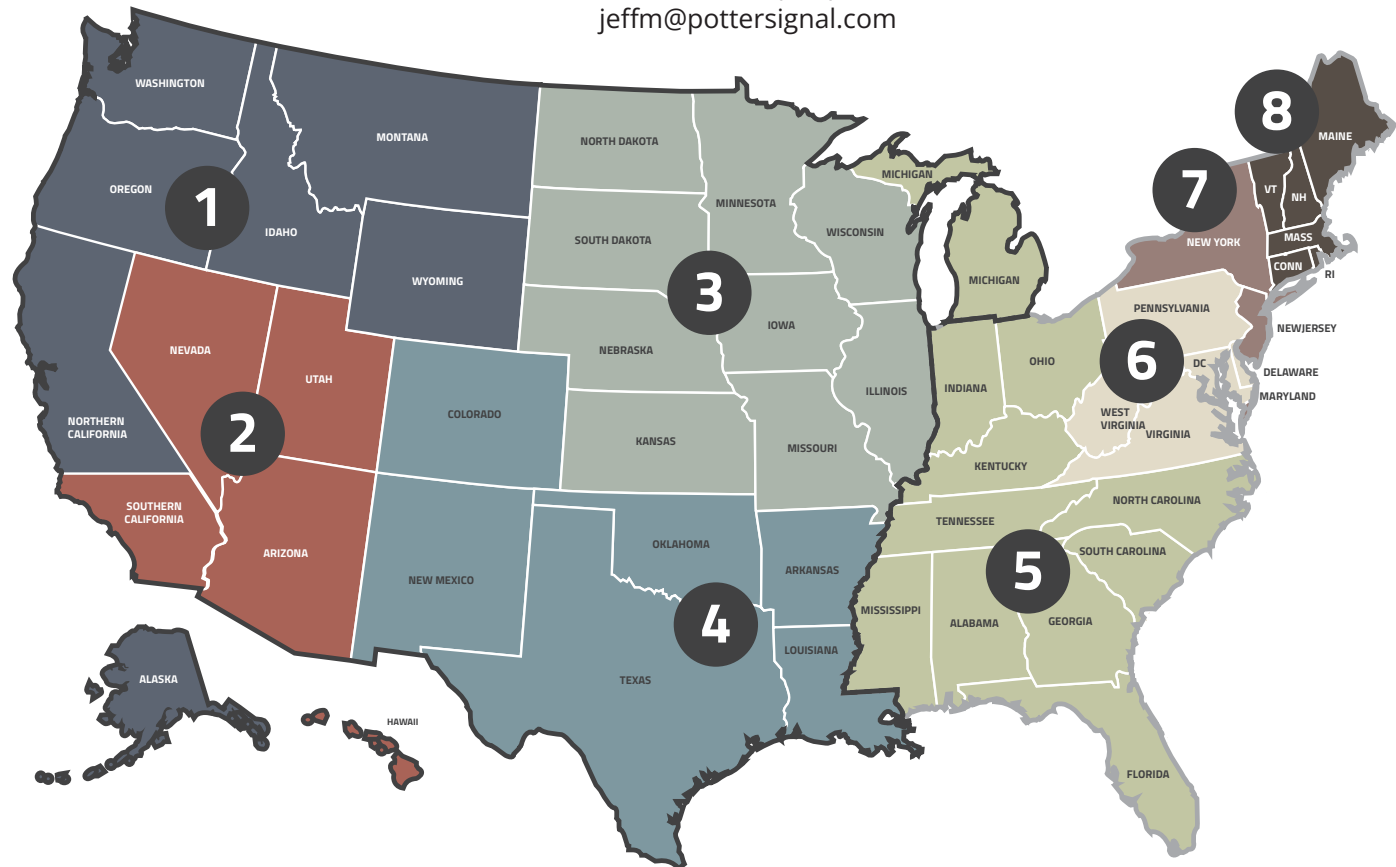 jeffm@pottersignal.com
WASHINGTON
MONTANA
NORTH DAKOTA
8
MAINE
MICHIGAN
7
OREGON
1
MINNESOTA
VT
NH
IDAHO
SOUTH DAKOTA
WISCONSIN
NEW YORK
MASS
CONN
RI
WYOMING
3
MICHIGAN
PENNSYLVANIA
IOWA
NEWJERSEY
NEVADA
NEBRASKA
OHIO
6
DC
UTAH
DELAWARE
INDIANA
ILLINOIS
MARYLAND
COLORADO
WEST
VIRGINIA
VIRGINIA
NORTHERN
CALIFORNIA
2
KANSAS
MISSOURI
KENTUCKY
SOUTHERN
CALIFORNIA
NORTH CAROLINA
TENNESSEE
ARIZONA
OKLAHOMA
SOUTH CAROLINA
NEW MEXICO
ARKANSAS
5
MISSISSIPPI
4
ALABAMA
GEORGIA
LOUISIANA
ALASKA
TEXAS
HAWAII
FLORIDA